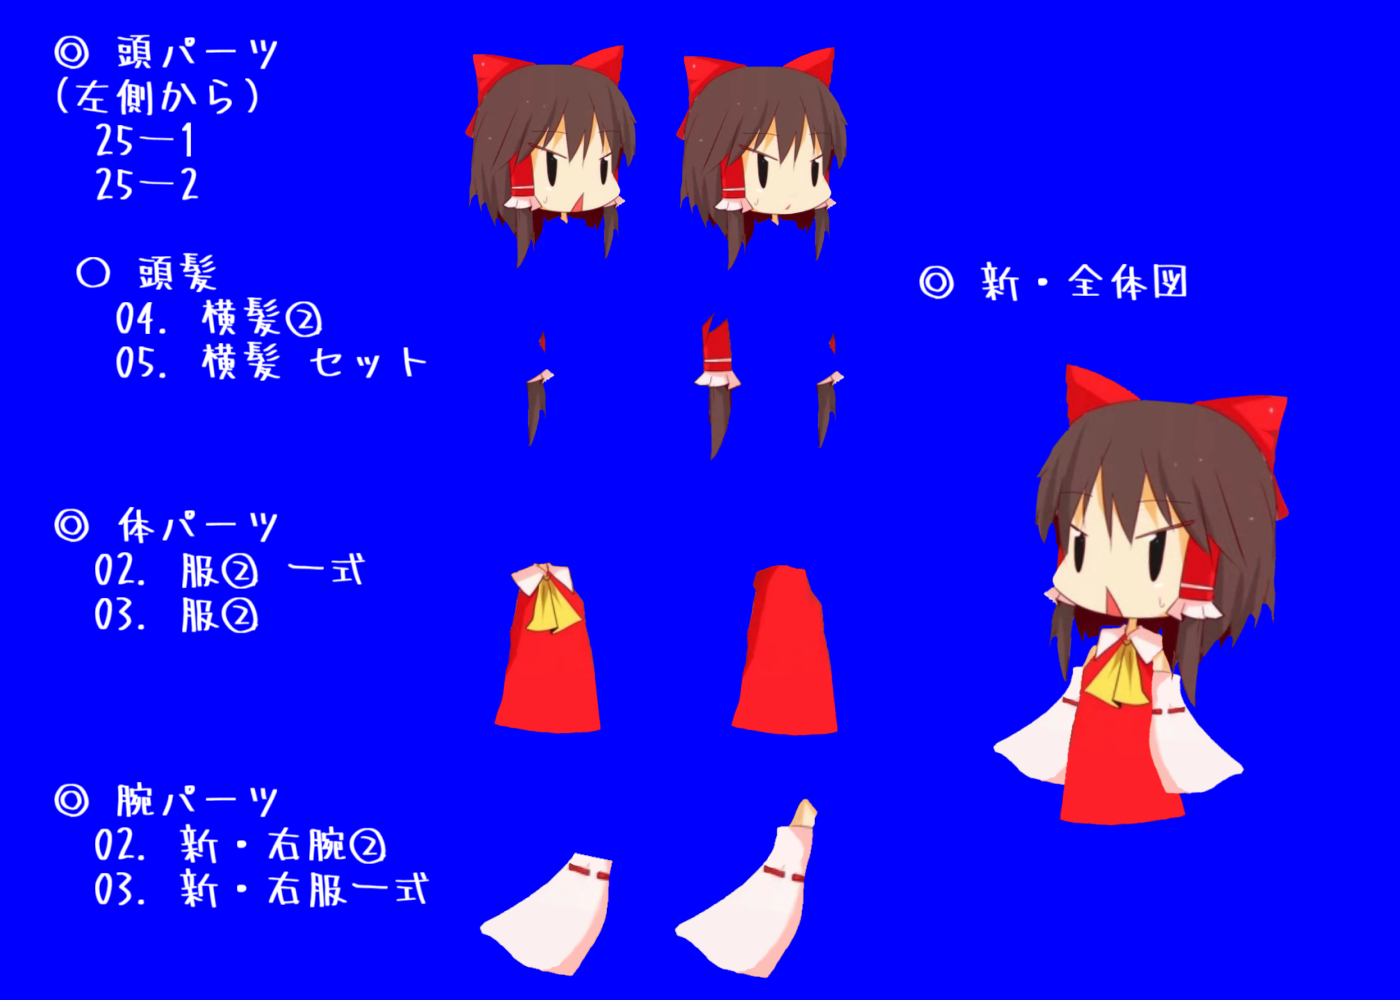 ◎ 頭パーツ
(左側から)
25－1
25－2
○ 頭髪
04. 横髪②
05. 横髪 セット
◎ 新・全体図
◎ 体パーツ
02. 服② 一式
03. 服②
◎ 腕パーツ
02. 新・右腕②
03. 新・右服一式